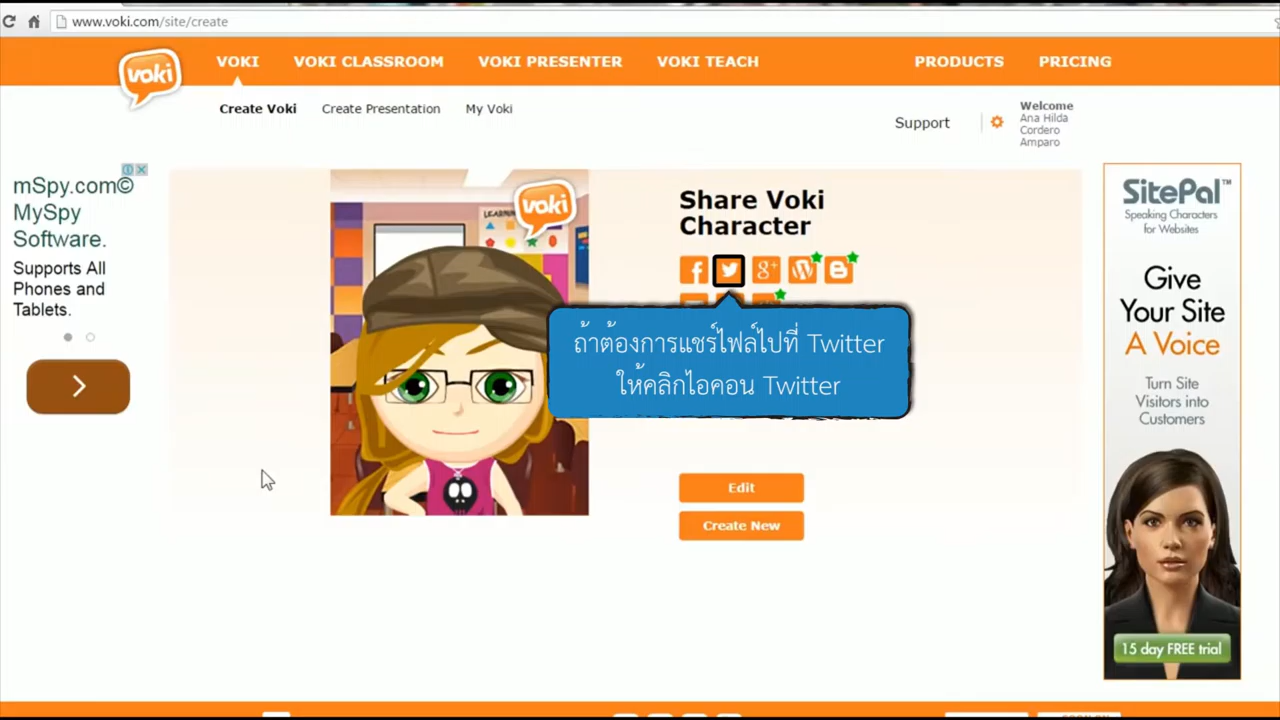 www.voki.com/site/create
voki
VOKI
VOKI CLASSROOM
VOKI PRESENTER
VOKI TEACH
PRODUCTS
PRICING
Create Voki
Create Presentation
My Voki
Support
Welcome
Ana Hilda
Cordero
Amparo
mSpy.com©
MySpy
Software.
Supports All
Phones and
Tablets.
voki
Share Voki
Character
ถ้าต้องการแชร์ไฟล์ไปที่ Twitter
ให้คลิกไอคอน Twitter
Edit
Create New
SitePal™
Speaking Characters
for Websites
Give
Your Site
A Voice
Turn Site
Visitors into
Customers
15 day FREE trial